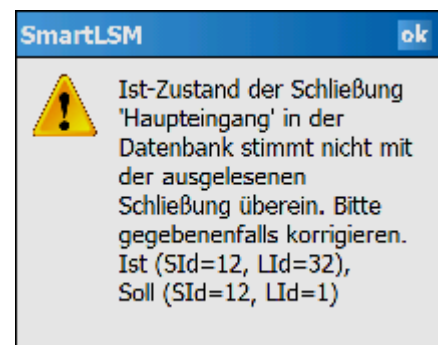 SmartLSM ok
Ist-Zustand der Schließung
'Haupteingang' in der
Datenbank stimmt nicht mit
der ausgelesenen
Schließung überein. Bitte
gegebenenfalls korrigieren.
Ist (SId=12, LId=32),
Soll (SId=12, LId=1)